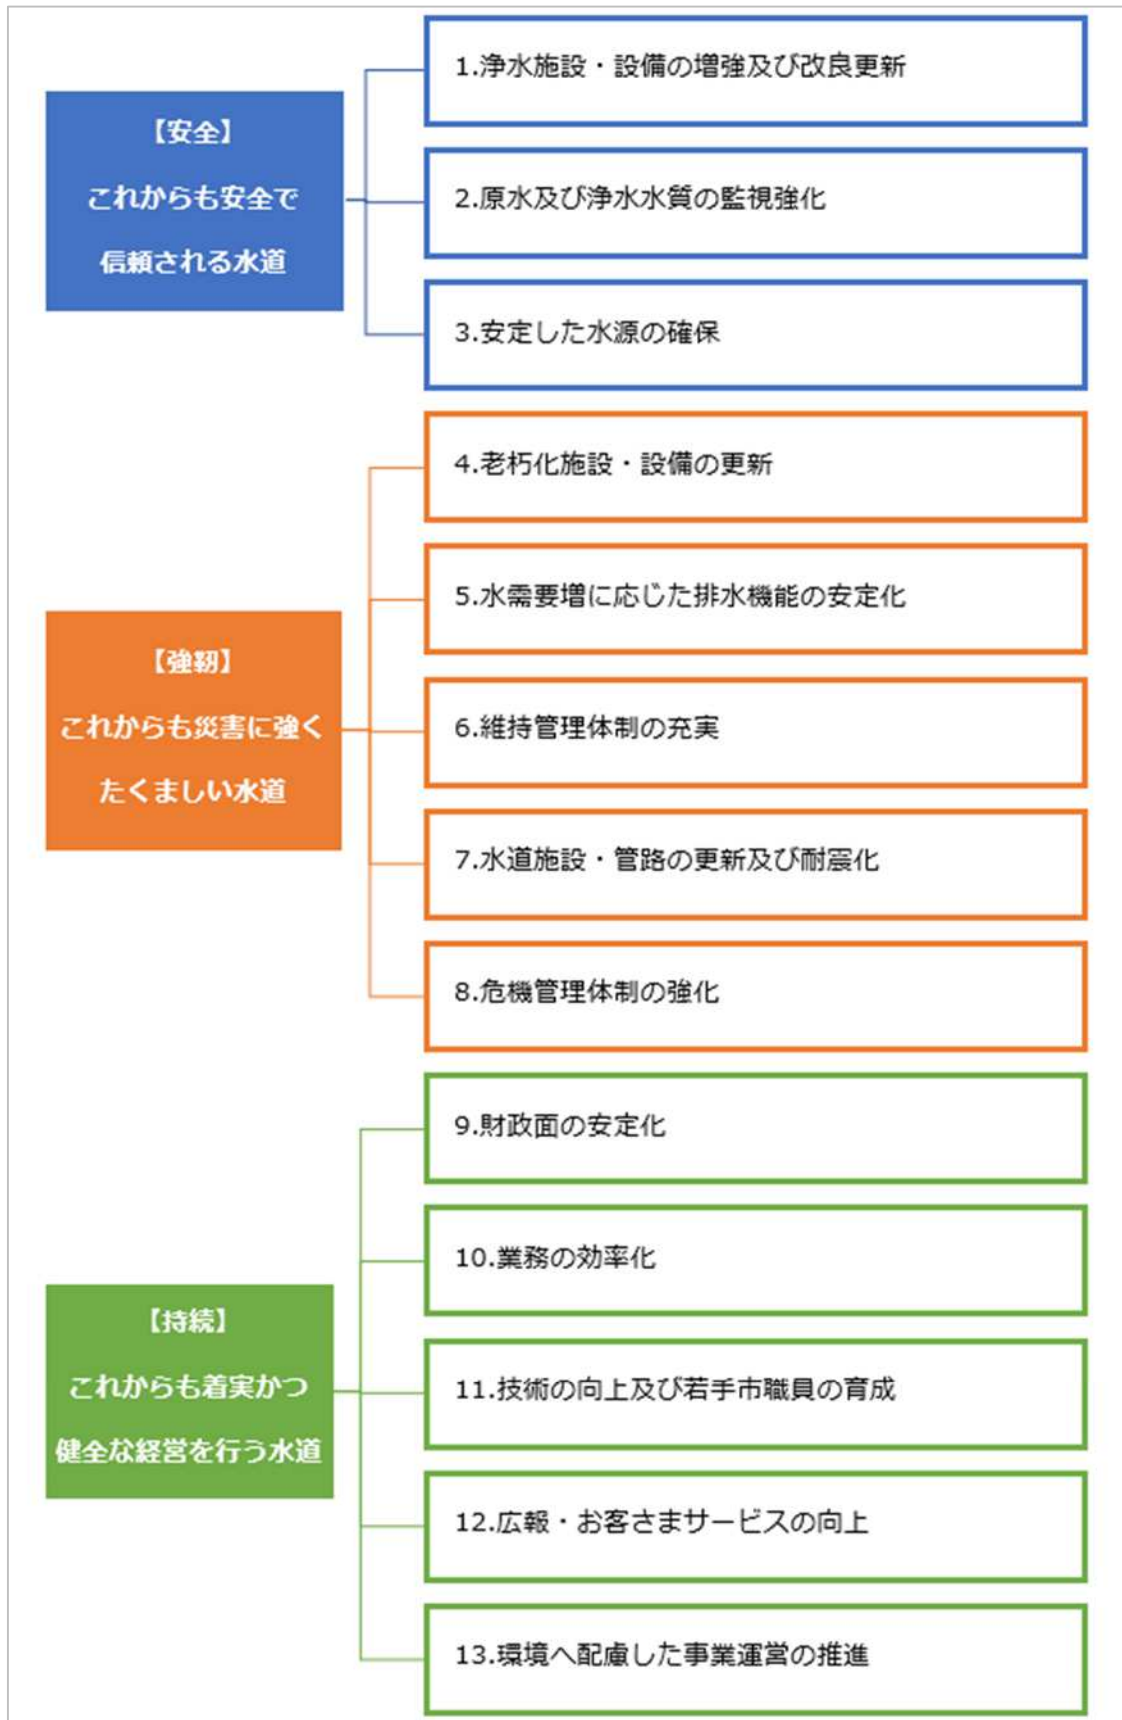 【安全】
これからも安全で
信頼される水道
1.浄水施設・設備の増強及び改良更新
2.原水及び浄水水質の監視強化
3.安定した水源の確保
【強靭】
これからも災害に強く
たくましい水道
4.老朽化施設・設備の更新
5.水需要増に応じた排水機能の安定化
6.維持管理体制の充実
7.水道施設・管路の更新及び耐震化
8.危機管理体制の強化
【持続】
これからも着実かつ
健全な経営を行う水道
9.財政面の安定化
10.業務の効率化
11.技術の向上及び若手市職員の育成
12.広報・お客さまサービスの向上
13.環境へ配慮した事業運営の推進